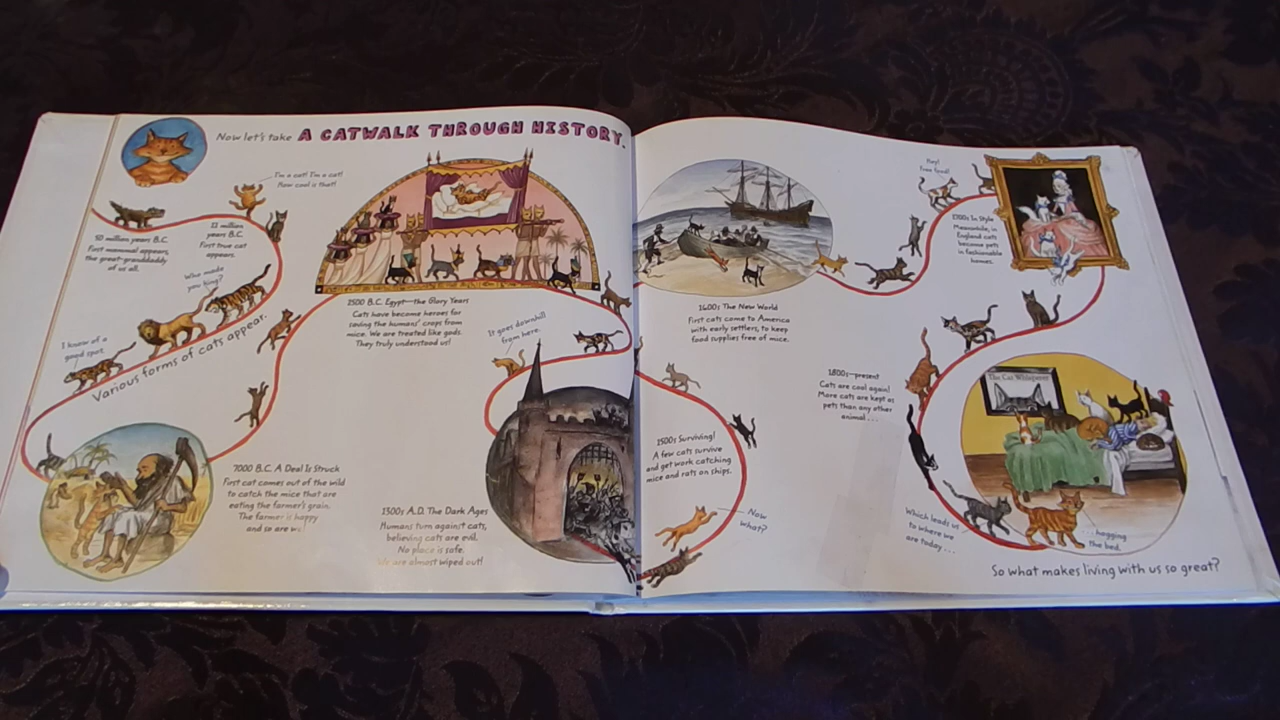 Now let's take A CATWALK THROUGH HISTORY.
I'm a cat! I'm a cat!
How cool is that!
50 million years B.C.
First mammal appears,
the great-granddaddy
of us all.
12 million
years B.C.
First true cat
appears.
Who made
you king?
I know of a
good spot.
Various forms of cats appear.
7000 B.C. A Deal Is Struck
First cat comes out of the wild
to catch the mice that are
eating the farmer's grain.
The farmer is happy
and so are we!
2500 B.C. Egypt—the Glory Years
Cats have become heroes for
saving the humans' crops from
mice. We are treated like gods.
They truly understood us!
It goes downhill
from here.
1300s A.D. The Dark Ages
Humans turn against cats,
believing cats are evil.
No place is safe.
We are almost wiped out!
1500s Surviving!
A few cats survive
and get work catching
mice and rats on ships.
Now
what?
1600s The New World
First cats come to America
with early settlers, to keep
food supplies free of mice.
Hey!
Free food!
1700s In Style
Meanwhile, in
England cats
become pets
in fashionable
homes.
1800s—present
Cats are cool again!
More cats are kept as
pets than any other
animal . . .
The Cat Whisperer
Which leads us
to where we
are today . . .
. . . hogging
the bed.
So what makes living with us so great?